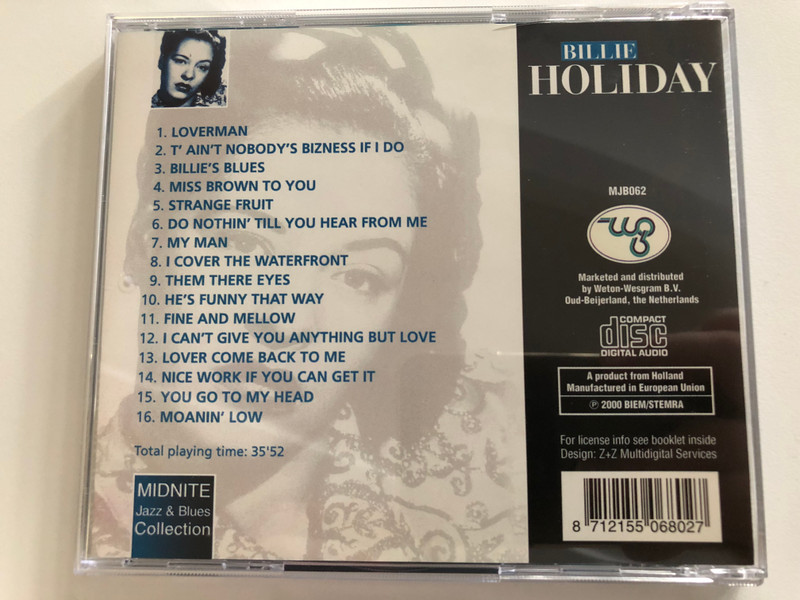 1. LOVERMAN
2. T' AIN'T NOBODY'S BIZNESS IF I DO
3. BILLIE'S BLUES
4. MISS BROWN TO YOU
5. STRANGE FRUIT
6. DO NOTHIN' TILL YOU HEAR FROM ME
7. MY MAN
8. I COVER THE WATERFRONT
9. THEM THERE EYES
10. HE'S FUNNY THAT WAY
11. FINE AND MELLOW
12. I CAN'T GIVE YOU ANYTHING BUT LOVE
13. LOVER COME BACK TO ME
14. NICE WORK IF YOU CAN GET IT
15. YOU GO TO MY HEAD
16. MOANIN' LOW
Total playing time: 35'52
MIDNITE
Jazz & Blues
Collection
BILLIE
HOLIDAY
MJB062
Marketed and distributed
by Weton-Wesgram B.V.
Oud-Beijerland, the Netherlands
COMPACT
disc
DIGITAL AUDIO
A product from Holland
Manufactured in European Union
℗ 2000 BIEM/STEMRA
For license info see booklet inside
Design: Z+Z Multidigital Services
8 712155 068027